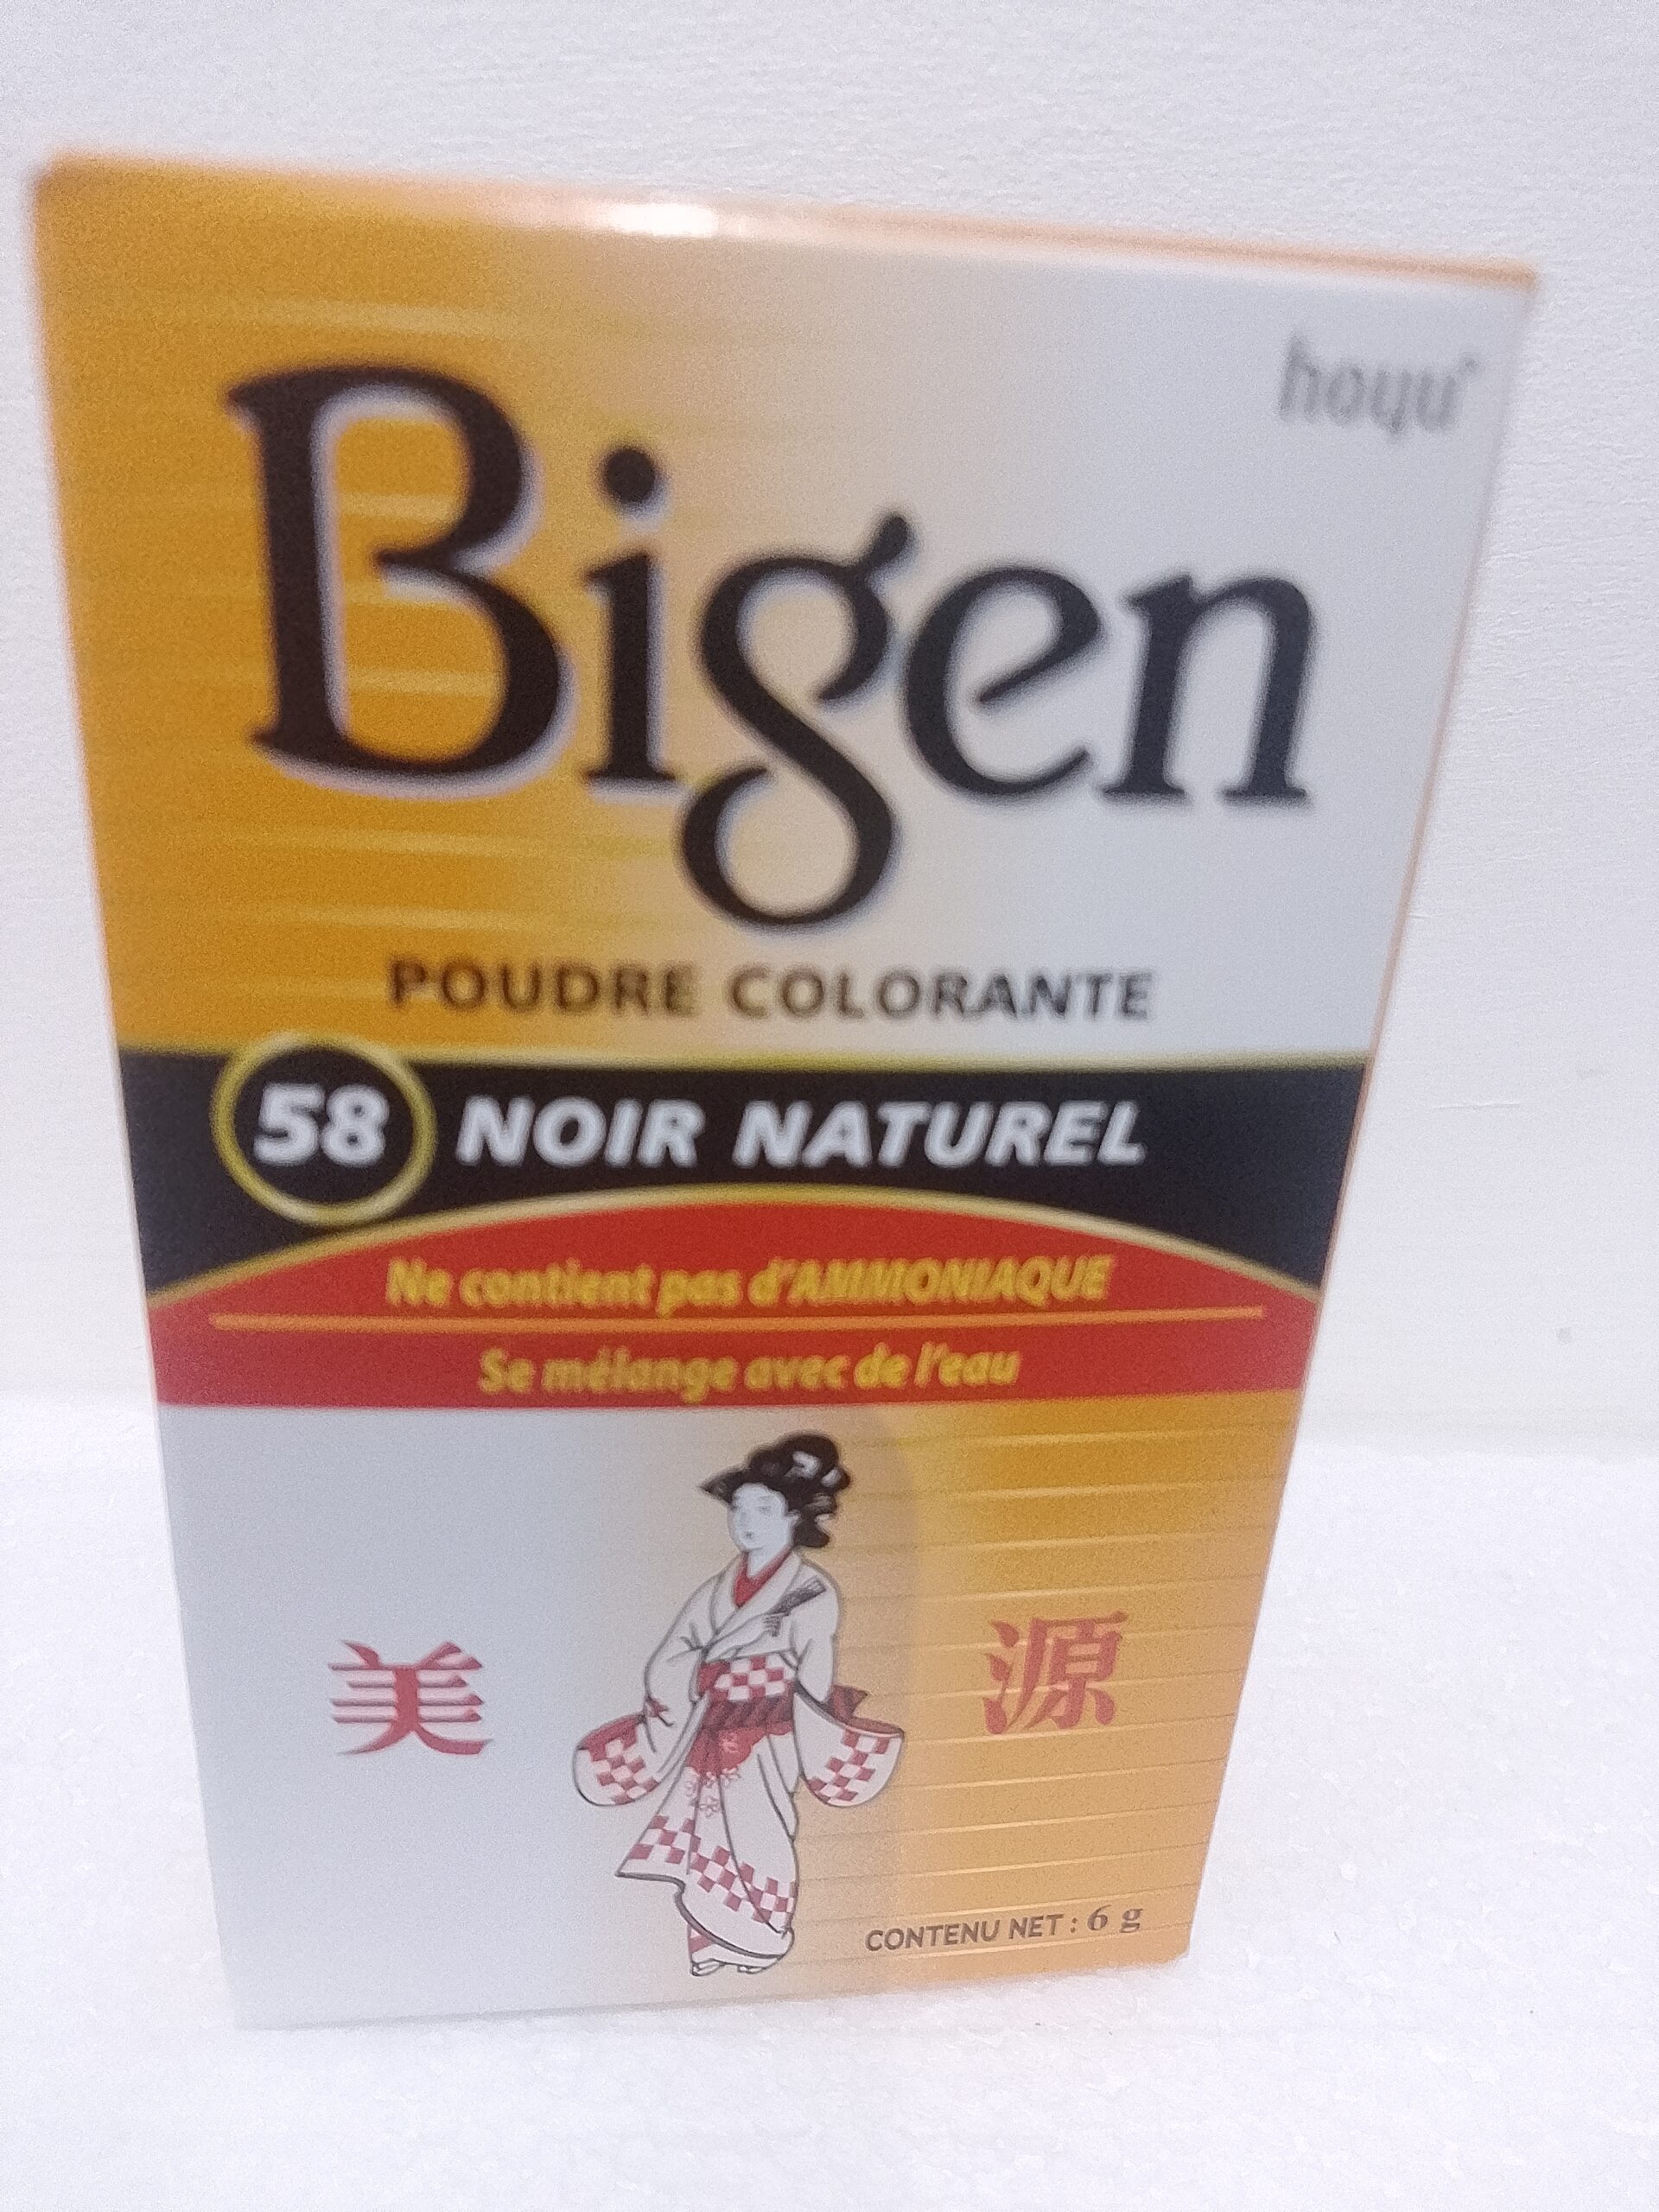 hoyu
Bigen
POUDRE COLORANTE
58 NOIR NATUREL
Ne contient pas d'AMMONIAQUE
Se mélange avec de l'eau
美 源
CONTENU NET : 6 g